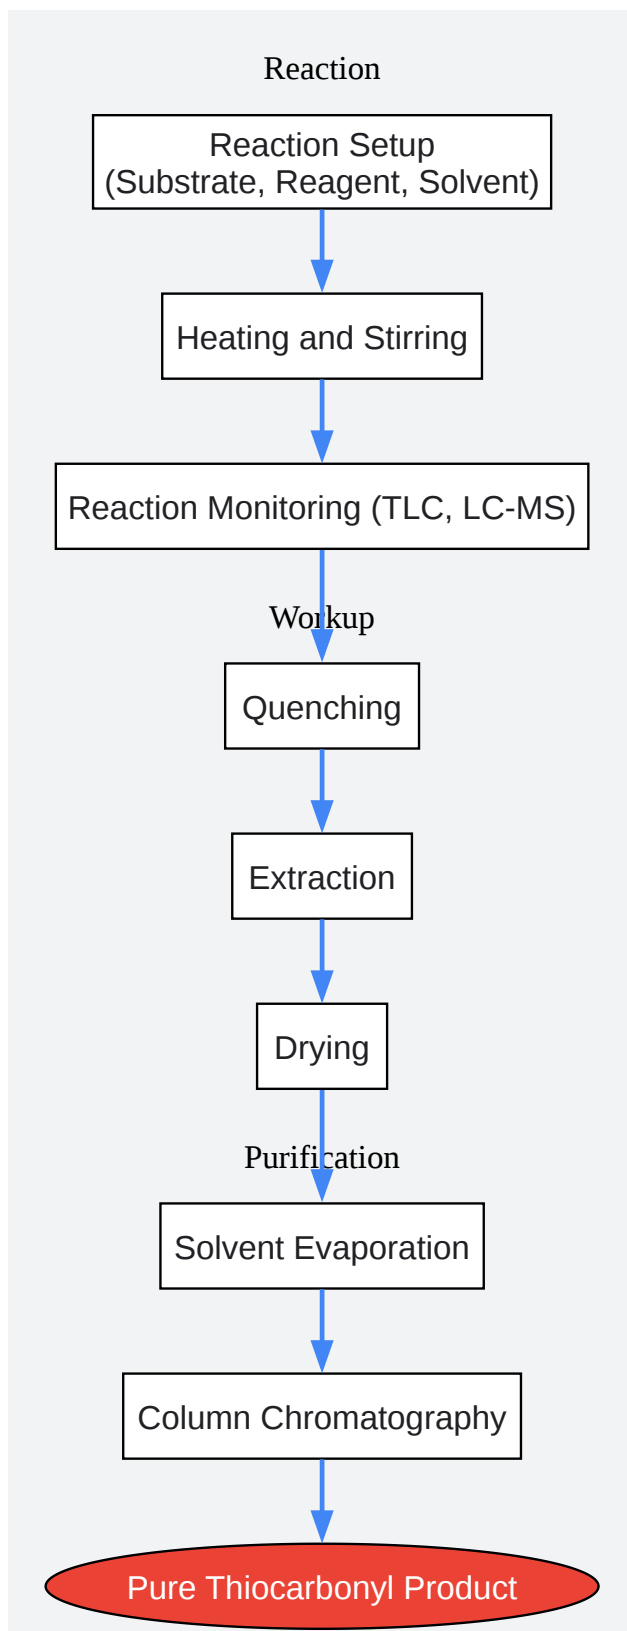 Reaction
Reaction Setup
(Substrate, Reagent, Solvent)
Heating and Stirring
Reaction Monitoring (TLC, LC-MS)
Workup
Quenching
Extraction
Drying
Purification
Solvent Evaporation
Column Chromatography
Pure Thiocarbonyl Product